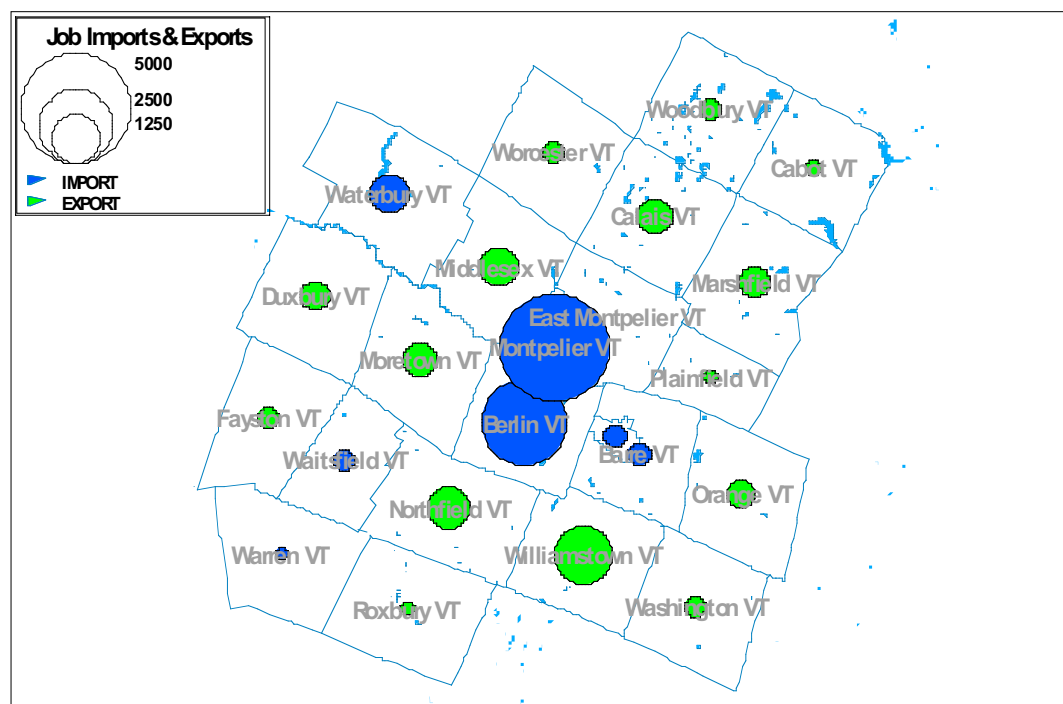 Job Imports & Exports
5000
2500
1250
IMPORT
EXPORT
Woodbury VT
Worcester VT
Cabot VT
Waterbury VT
Calais VT
Middlesex VT
Marshfield VT
Duxbury VT
East Montpelier VT
Montpelier VT
Moretown VT
Plainfield VT
Fayston VT
Berlin VT
Barre VT
Waitsfield VT
Orange VT
Northfield VT
Warren VT
Williamstown VT
Roxbury VT
Washington VT